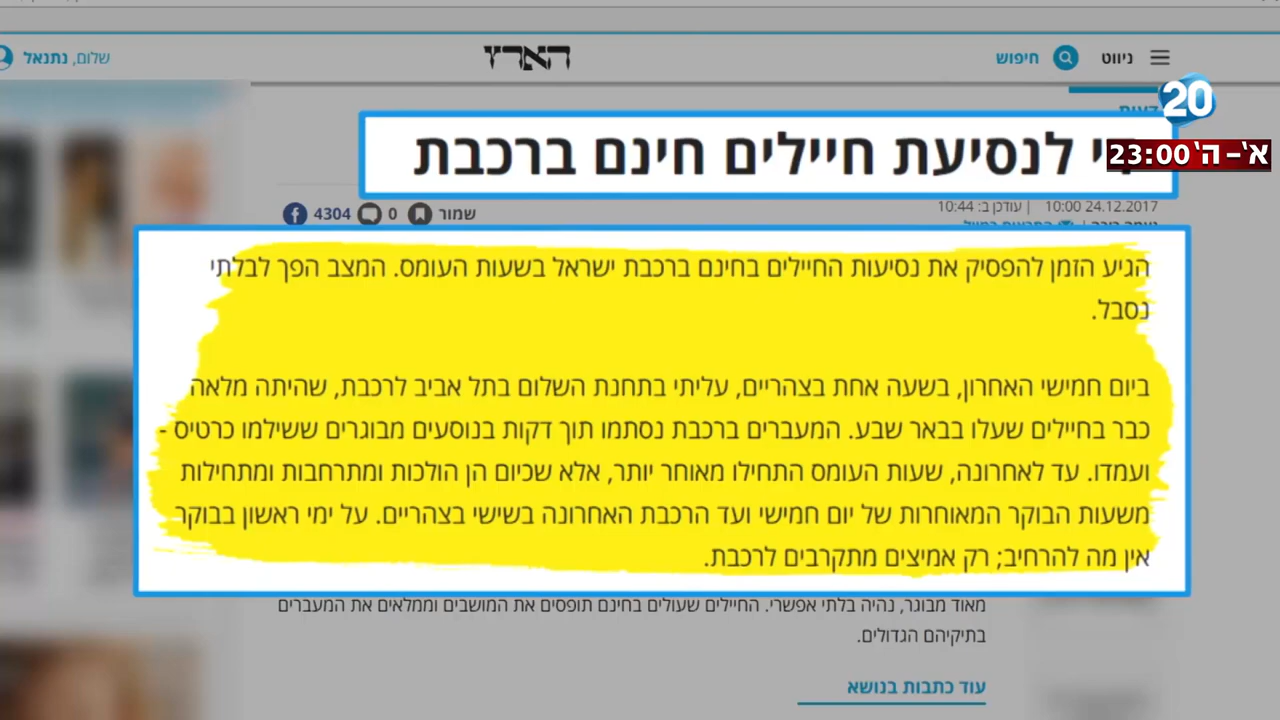 ניווט
חיפוש
הארץ
שלום, נתנאל
20
א'-ה' 23:00
לנסיעת חיילים חינם ברכבת
24.12.2017 10:00 | עודכן ב: 10:44
4304 0 שמור
הגיע הזמן להפסיק את נסיעות החיילים בחינם ברכבת ישראל בשעות העומס. המצב הפך לבלתי
נסבל.
ביום חמישי האחרון, בשעה אחת בצהריים, עליתי בתחנת השלום בתל אביב לרכבת, שהיתה מלאה
כבר בחיילים שעלו בבאר שבע. המעברים ברכבת נסתמו תוך דקות בנוסעים מבוגרים ששילמו כרטיס -
ועמדו. עד לאחרונה, שעות העומס התחילו מאוחר יותר, אלא שכיום הן הולכות ומתרחבות ומתחילות
משעות הבוקר המאוחרות של יום חמישי ועד הרכבת האחרונה בשישי בצהריים. על ימי ראשון בבוקר
אין מה להרחיב; רק אמיצים מתקרבים לרכבת.
מאוד מבוגר, נהיה בלתי אפשרי. החיילים שעולים בחינם תופסים את המושבים וממלאים את המעברים
בתיקיהם הגדולים.
עוד כתבות בנושא